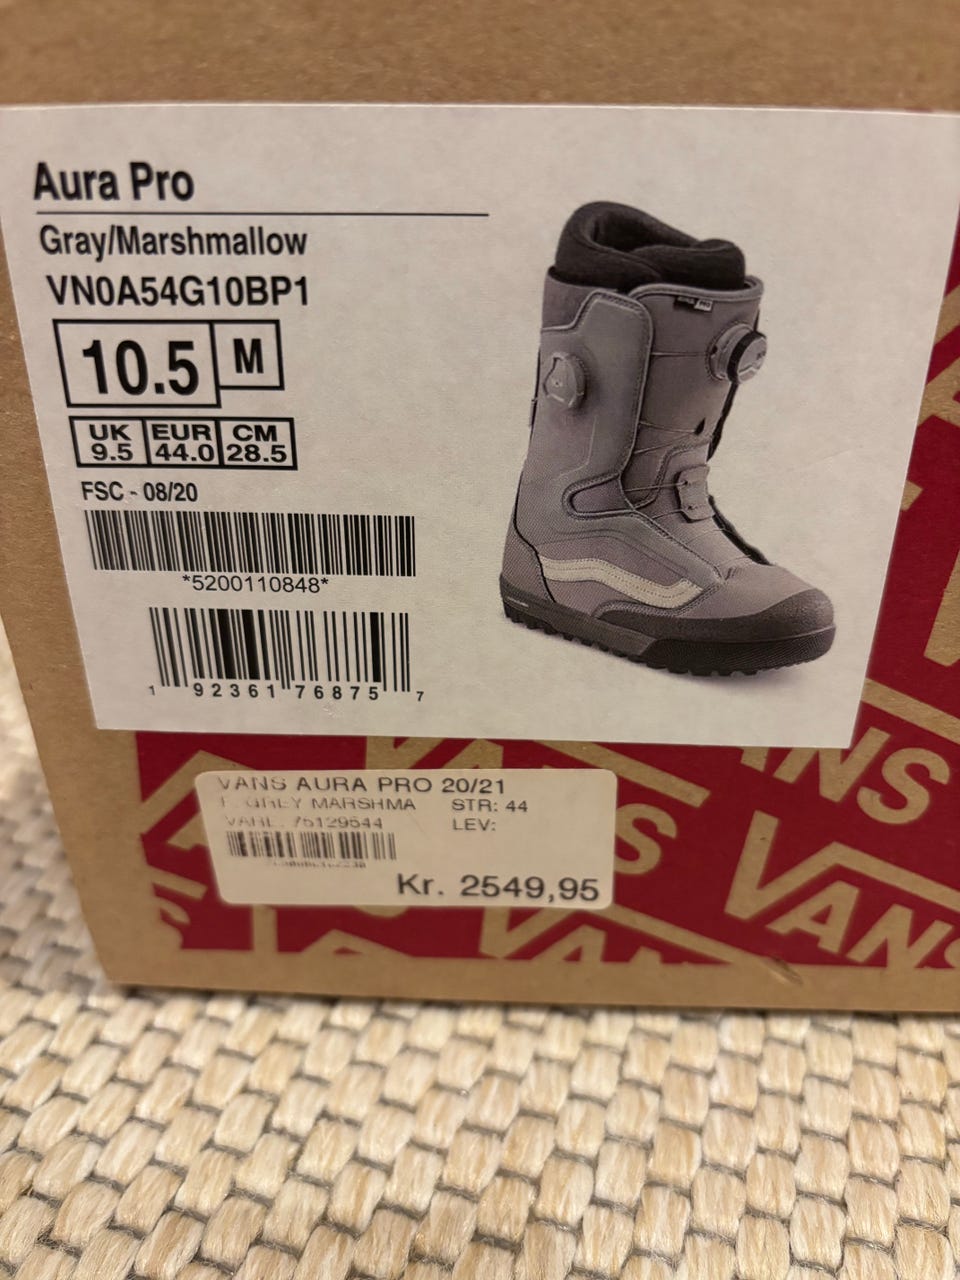 Aura Pro
Gray/Marshmallow
VN0A54G10BP1
10.5 M
UK EUR CM
9.5 44.0 28.5
FSC - 08/20
*5200110848*
1 92361 76875 7
VANS AURA PRO 20/21
GREY MARSHMA STR: 44
VARE. 75129544 LEV:
Kr. 2549,95
VANS
VANS